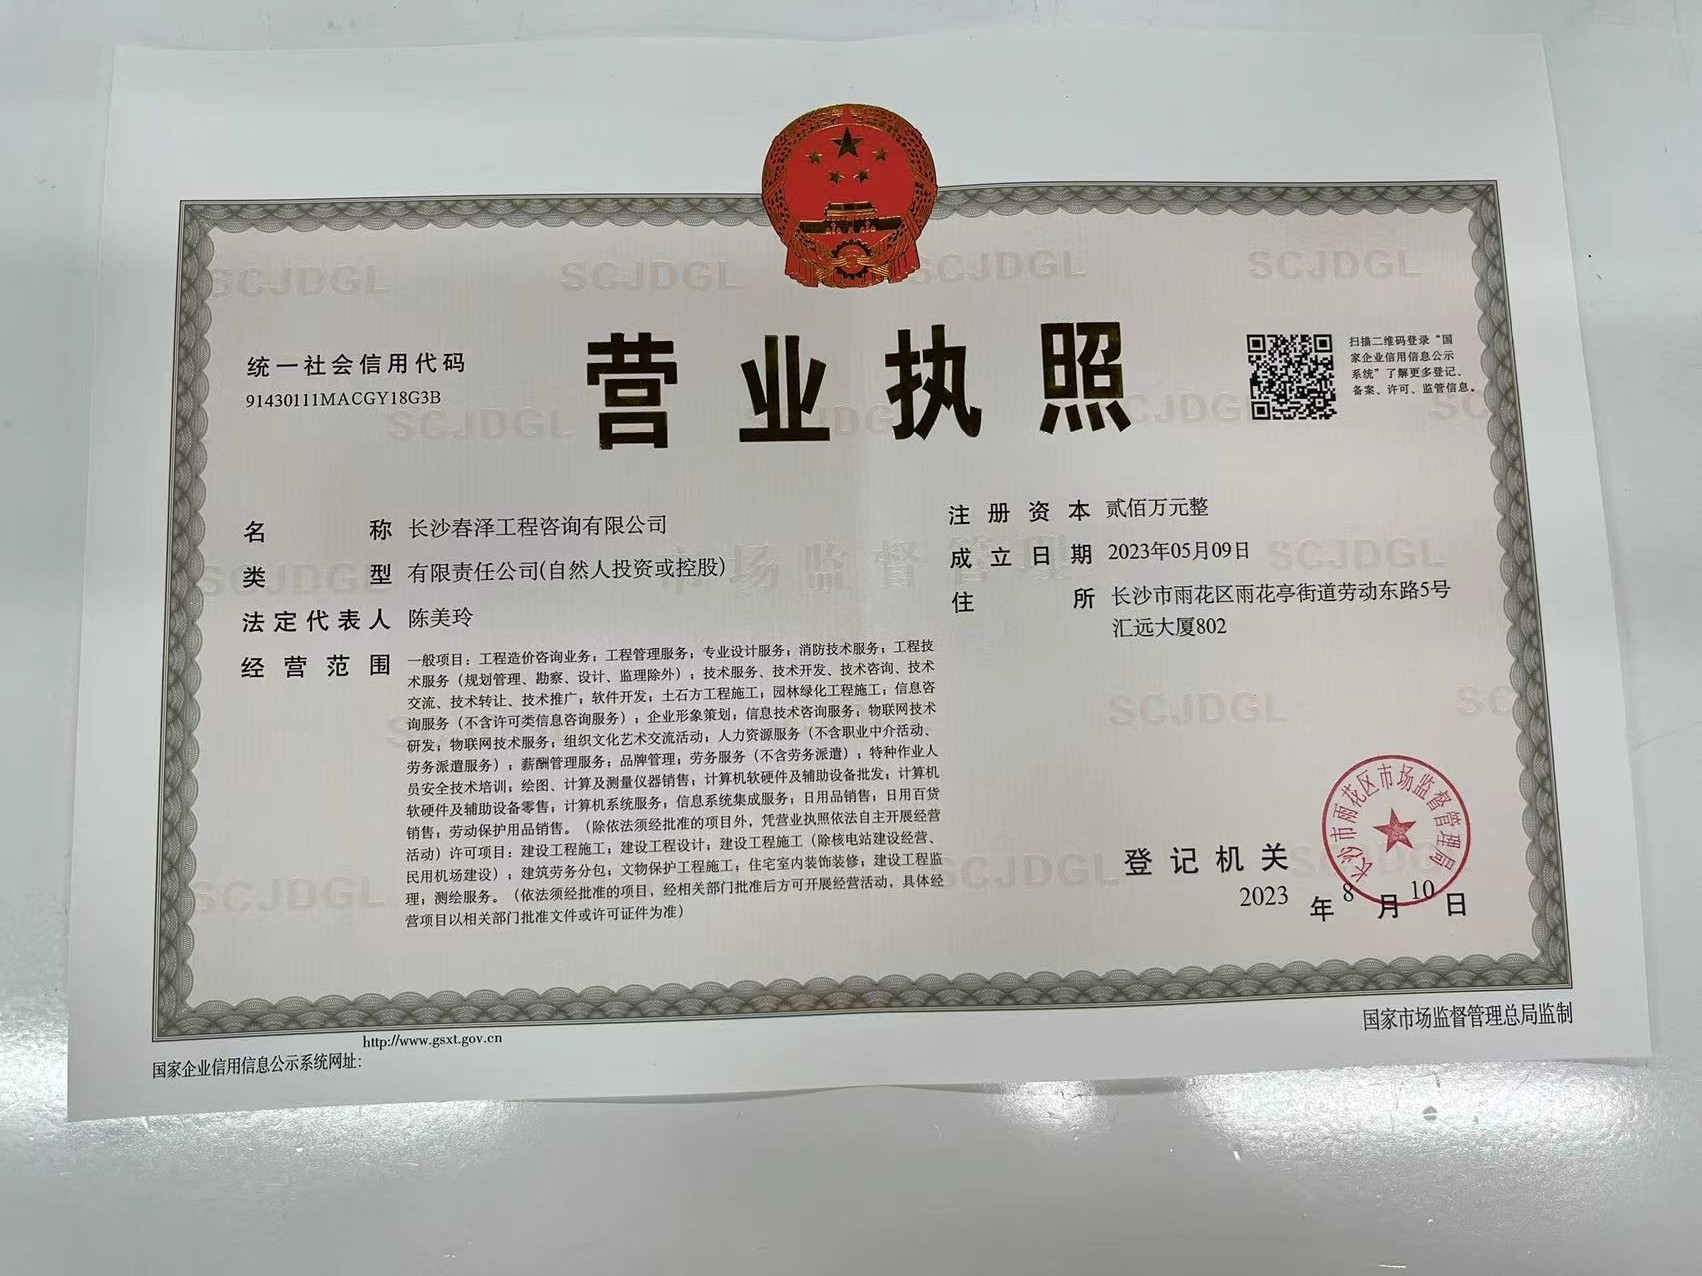 营业执照
统一社会信用代码
91430111MACGY18G3B
扫描二维码登录“国
家企业信用信息公示
系统”了解更多登记、
备案、许可、监管信息。
名称 长沙春泽工程咨询有限公司
类型 有限责任公司(自然人投资或控股)
法定代表人 陈美玲
经营范围 一般项目：工程造价咨询业务；工程管理服务；专业设计服务；消防技术服务；工程技
术服务（规划管理、勘察、设计、监理除外）；技术服务、技术开发、技术咨询、技术
交流、技术转让、技术推广；软件开发；土石方工程施工；园林绿化工程施工；信息咨
询服务（不含许可类信息咨询服务）；企业形象策划；信息技术咨询服务；物联网技术
研发；物联网技术服务；组织文化艺术交流活动；人力资源服务（不含职业中介活动、
劳务派遣服务）；薪酬管理服务；品牌管理；劳务服务（不含劳务派遣）；特种作业人
员安全技术培训；绘图、计算及测量仪器销售；计算机软硬件及辅助设备批发；计算机
软硬件及辅助设备零售；计算机系统服务；信息系统集成服务；日用品销售；日用百货
销售；劳动保护用品销售。（除依法须经批准的项目外，凭营业执照依法自主开展经营
活动）许可项目：建设工程施工；建设工程设计；建设工程施工（除核电站建设经营、
民用机场建设）；建筑劳务分包；文物保护工程施工；住宅室内装饰装修；建设工程监
理；测绘服务。（依法须经批准的项目，经相关部门批准后方可开展经营活动，具体经
营项目以相关部门批准文件或许可证件为准）
注册资本 贰佰万元整
成立日期 2023年05月09日
住所 长沙市雨花区雨花亭街道劳动东路5号
汇远大厦802
登记机关
长沙市雨花区市场监督管理局
2023年8月10日
http://www.gsxt.gov.cn
国家企业信用信息公示系统网址：
国家市场监督管理总局监制
SCJDGL
SCJDGL
SCJDGL
SCJDGL
SCJDGL
SCJDGL
市场监督管理
SCJDGL
SCJDGL
SCJDGL
SCJDGL